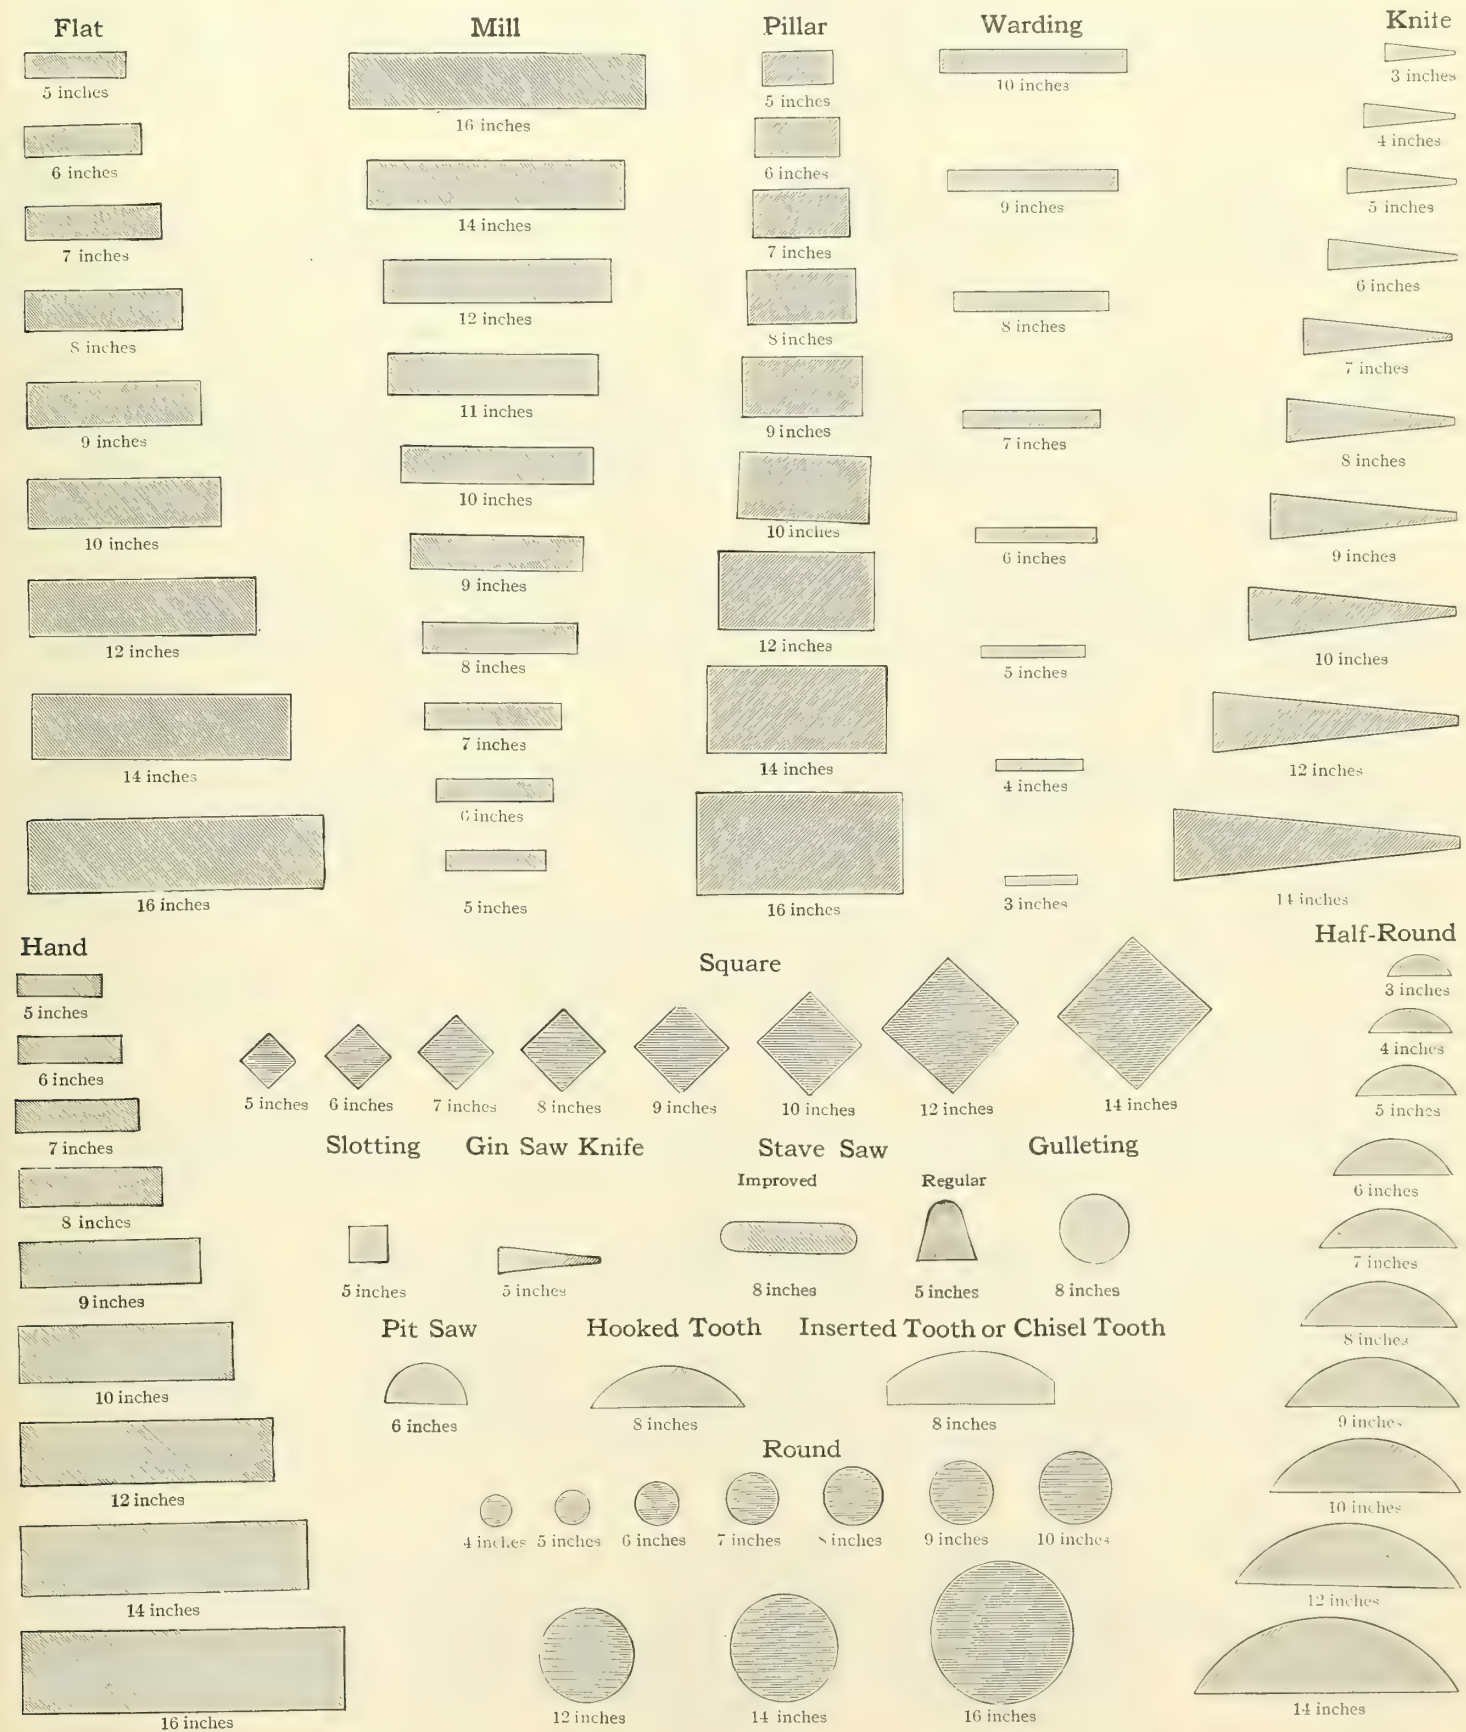 Flat
5 inches
6 inches
7 inches
8 inches
9 inches
10 inches
12 inches
14 inches
16 inches
Mill
16 inches
14 inches
12 inches
11 inches
10 inches
9 inches
8 inches
7 inches
6 inches
5 inches
Pillar
5 inches
6 inches
7 inches
8 inches
9 inches
10 inches
12 inches
14 inches
16 inches
Warding
10 inches
9 inches
8 inches
7 inches
6 inches
5 inches
4 inches
3 inches
Knife
3 inches
4 inches
5 inches
6 inches
7 inches
8 inches
9 inches
10 inches
12 inches
14 inches
Hand
5 inches
6 inches
7 inches
8 inches
9 inches
10 inches
12 inches
14 inches
16 inches
Square
5 inches 6 inches 7 inches 8 inches 9 inches 10 inches 12 inches 14 inches
Slotting
5 inches
Gin Saw Knife
5 inches
Stave Saw
Improved
8 inches
Regular
5 inches
Gulleting
8 inches
Pit Saw
6 inches
Hooked Tooth
8 inches
Inserted Tooth or Chisel Tooth
8 inches
Round
4 inches 5 inches 6 inches 7 inches 8 inches 9 inches 10 inches
12 inches 14 inches 16 inches
Half-Round
3 inches
4 inches
5 inches
6 inches
7 inches
8 inches
9 inches
10 inches
12 inches
14 inches